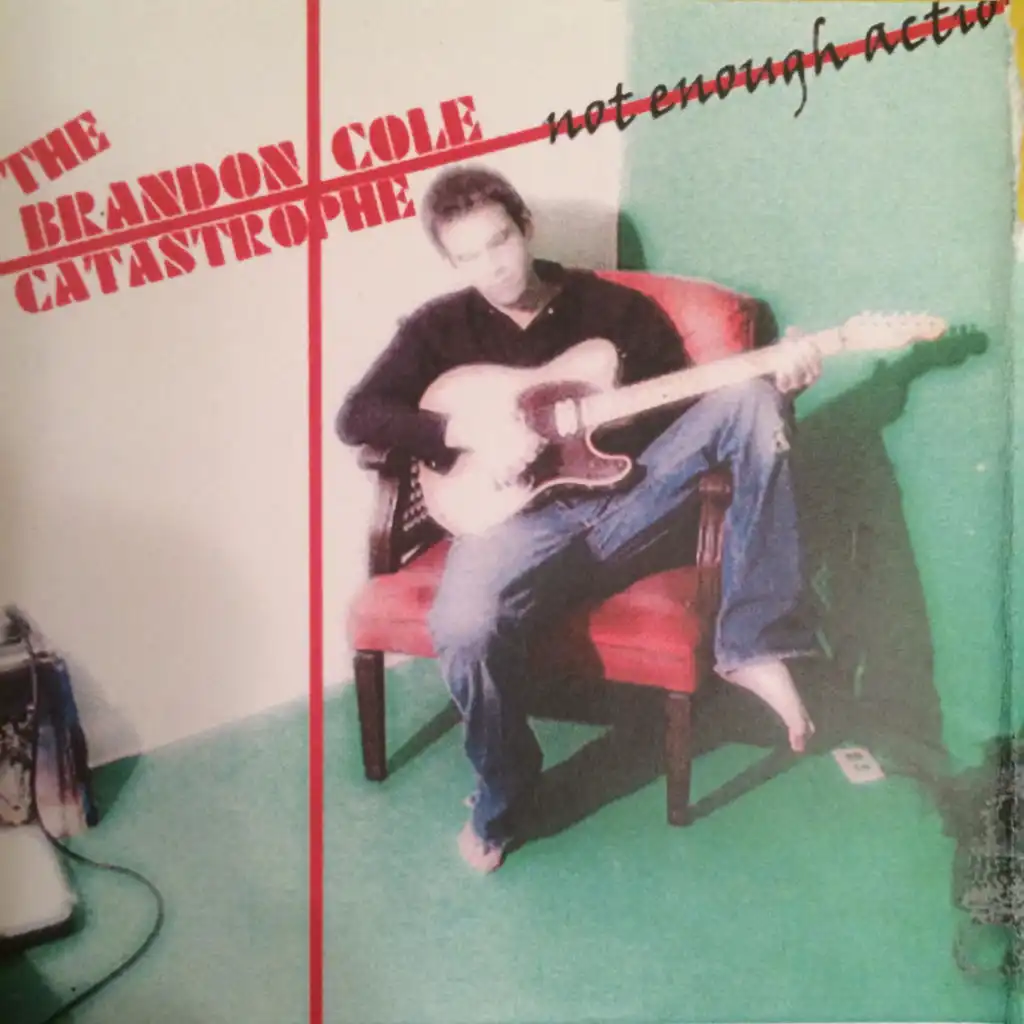 THE
BRANDON COLE
CATASTROPHE
not enough actio